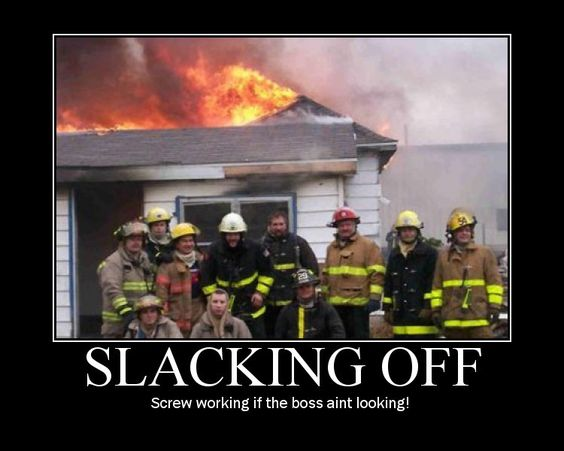 SLACKING OFF
Screw working if the boss aint looking!